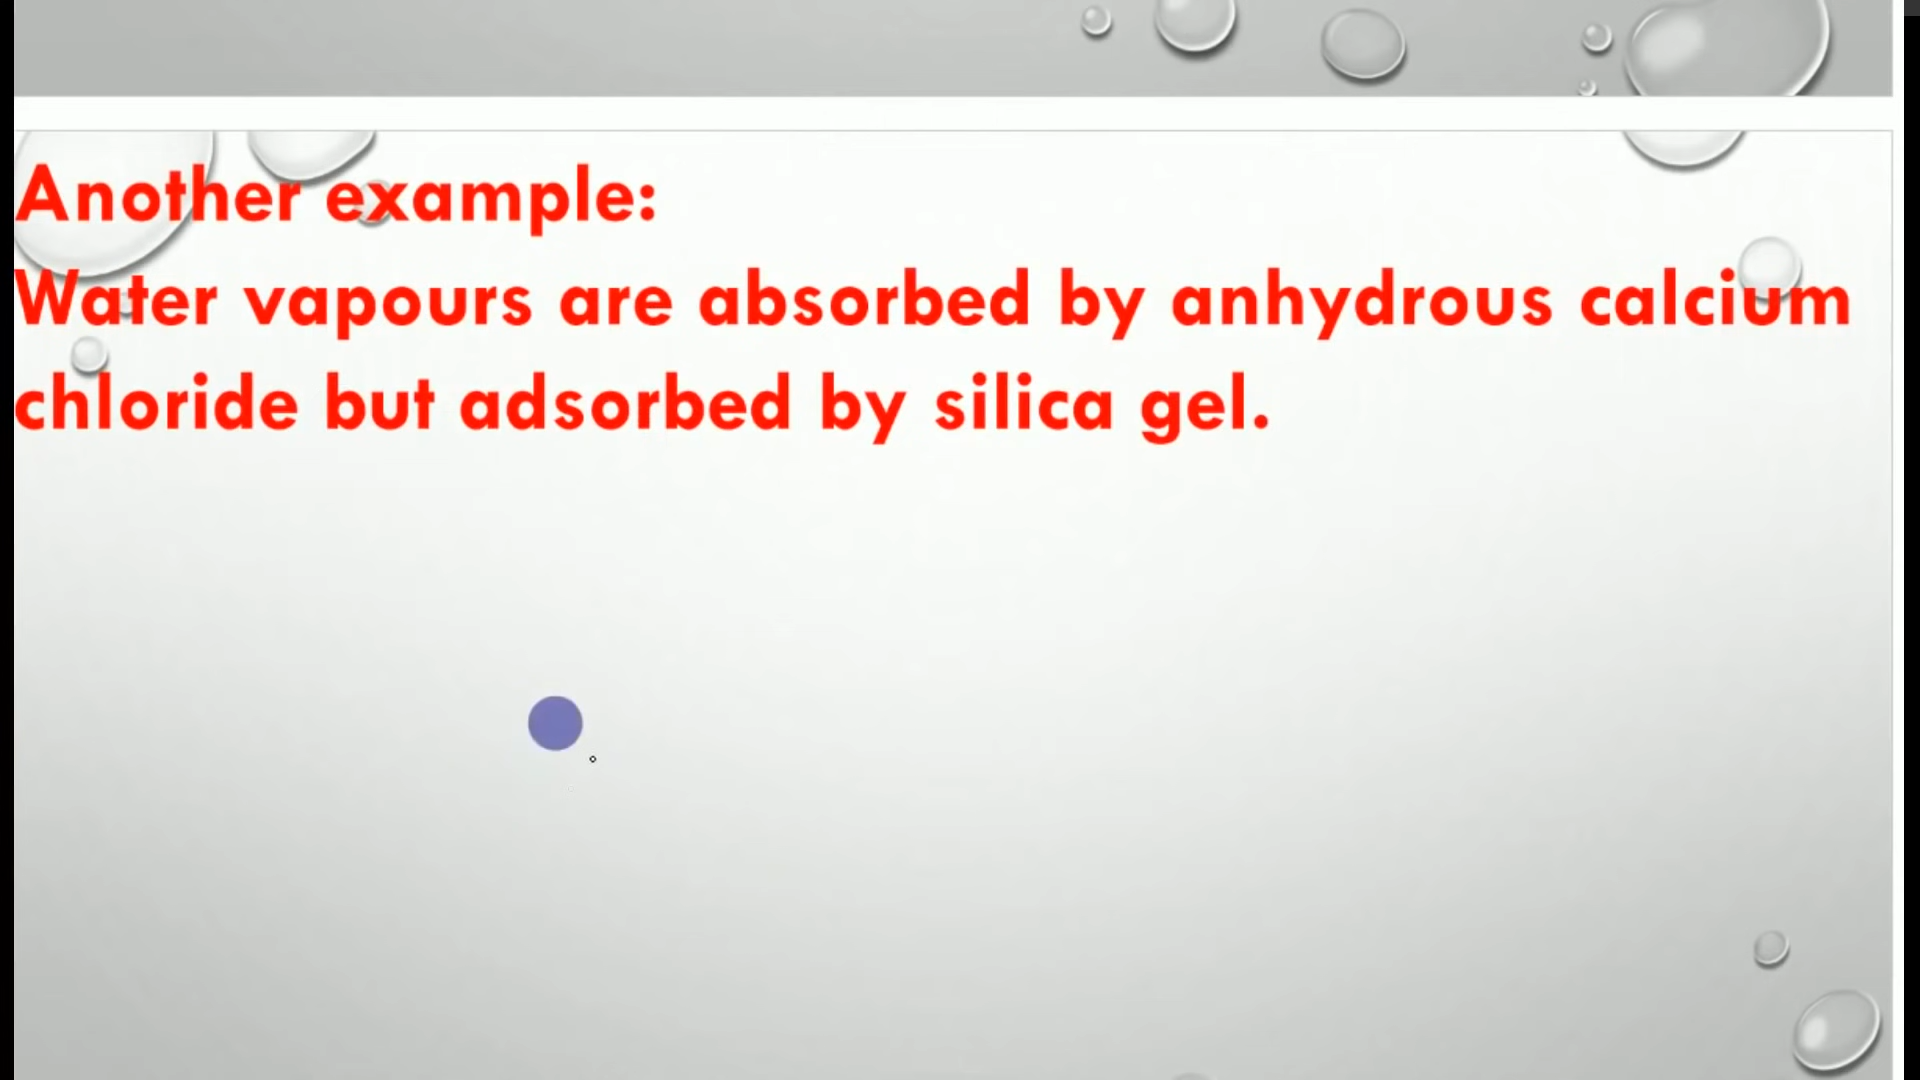 Another example:
Water vapours are absorbed by anhydrous calcium
chloride but adsorbed by silica gel.